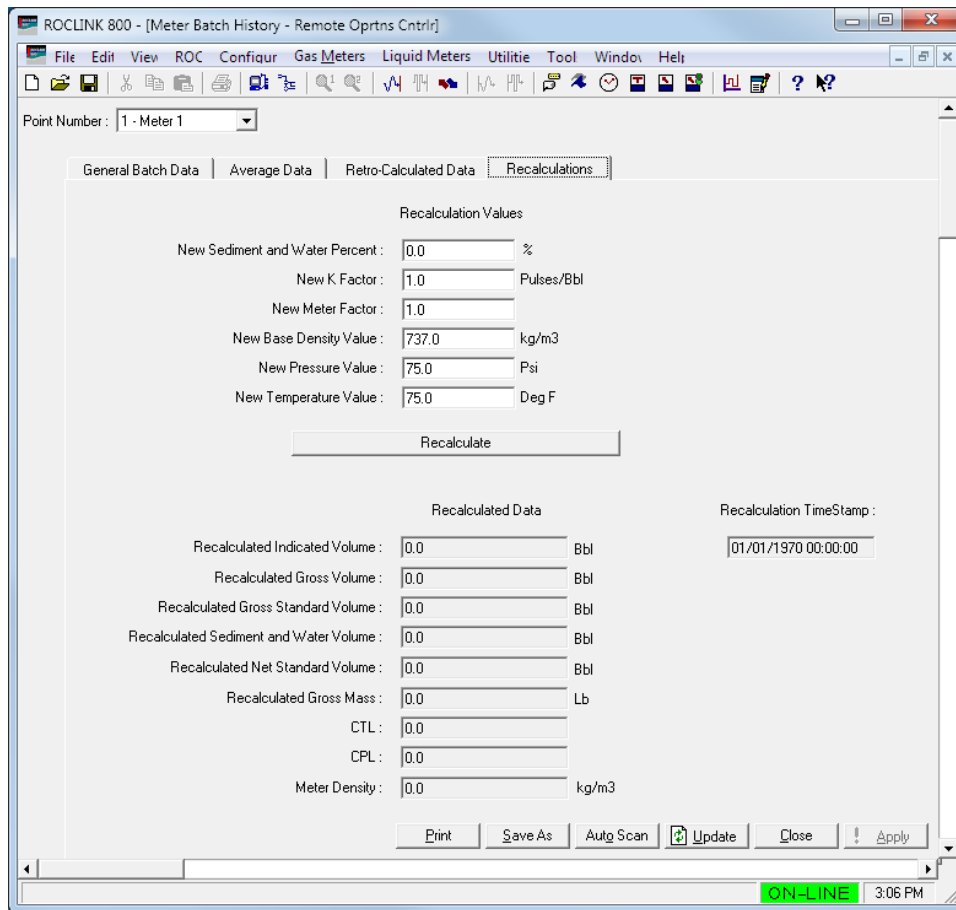 ROCLINK 800 - [Meter Batch History - Remote Oprtns Cntrlr]
File Edit View ROC Configur Gas Meters Liquid Meters Utilitie Tool Window Help
Point Number : 1 - Meter 1
General Batch Data Average Data Retro-Calculated Data Recalculations
Recalculation Values
New Sediment and Water Percent : 0.0 %
New K Factor : 1.0 Pulses/Bbl
New Meter Factor : 1.0
New Base Density Value : 737.0 kg/m3
New Pressure Value : 75.0 Psi
New Temperature Value : 75.0 Deg F
Recalculate
Recalculated Data Recalculation TimeStamp :
Recalculated Indicated Volume : 0.0 Bbl 01/01/1970 00:00:00
Recalculated Gross Volume : 0.0 Bbl
Recalculated Gross Standard Volume : 0.0 Bbl
Recalculated Sediment and Water Volume : 0.0 Bbl
Recalculated Net Standard Volume : 0.0 Bbl
Recalculated Gross Mass : 0.0 Lb
CTL : 0.0
CPL : 0.0
Meter Density : 0.0 kg/m3
Print Save As Auto Scan Update Close ! Apply
ON-LINE 3:06 PM